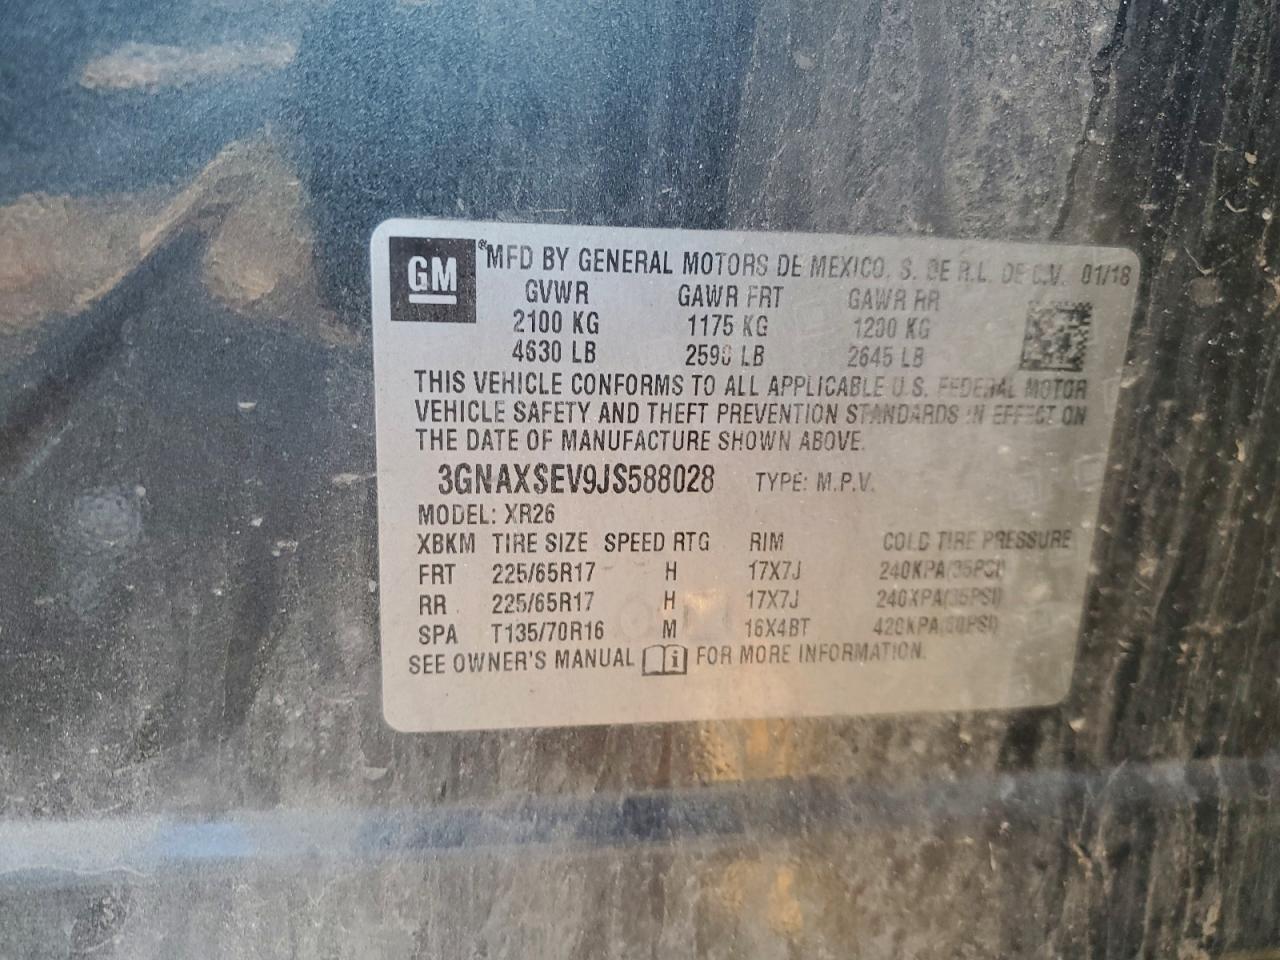 GM
®MFD BY GENERAL MOTORS DE MEXICO, S. DE R.L. DE C.V. 01/18
GVWR GAWR FRT GAWR RR
2100 KG 1175 KG 1200 KG
4630 LB 2590 LB 2645 LB
THIS VEHICLE CONFORMS TO ALL APPLICABLE U.S. FEDERAL MOTOR
VEHICLE SAFETY AND THEFT PREVENTION STANDARDS IN EFFECT ON
THE DATE OF MANUFACTURE SHOWN ABOVE.
3GNAXSEV9JS588028 TYPE: M.P.V.
MODEL: XR26
XBKM TIRE SIZE SPEED RTG RIM COLD TIRE PRESSURE
FRT 225/65R17 H 17X7J 240KPA(35PSI)
RR 225/65R17 H 17X7J 240KPA(35PSI)
SPA T135/70R16 M 16X4BT 420KPA(60PSI)
SEE OWNER'S MANUAL i FOR MORE INFORMATION.